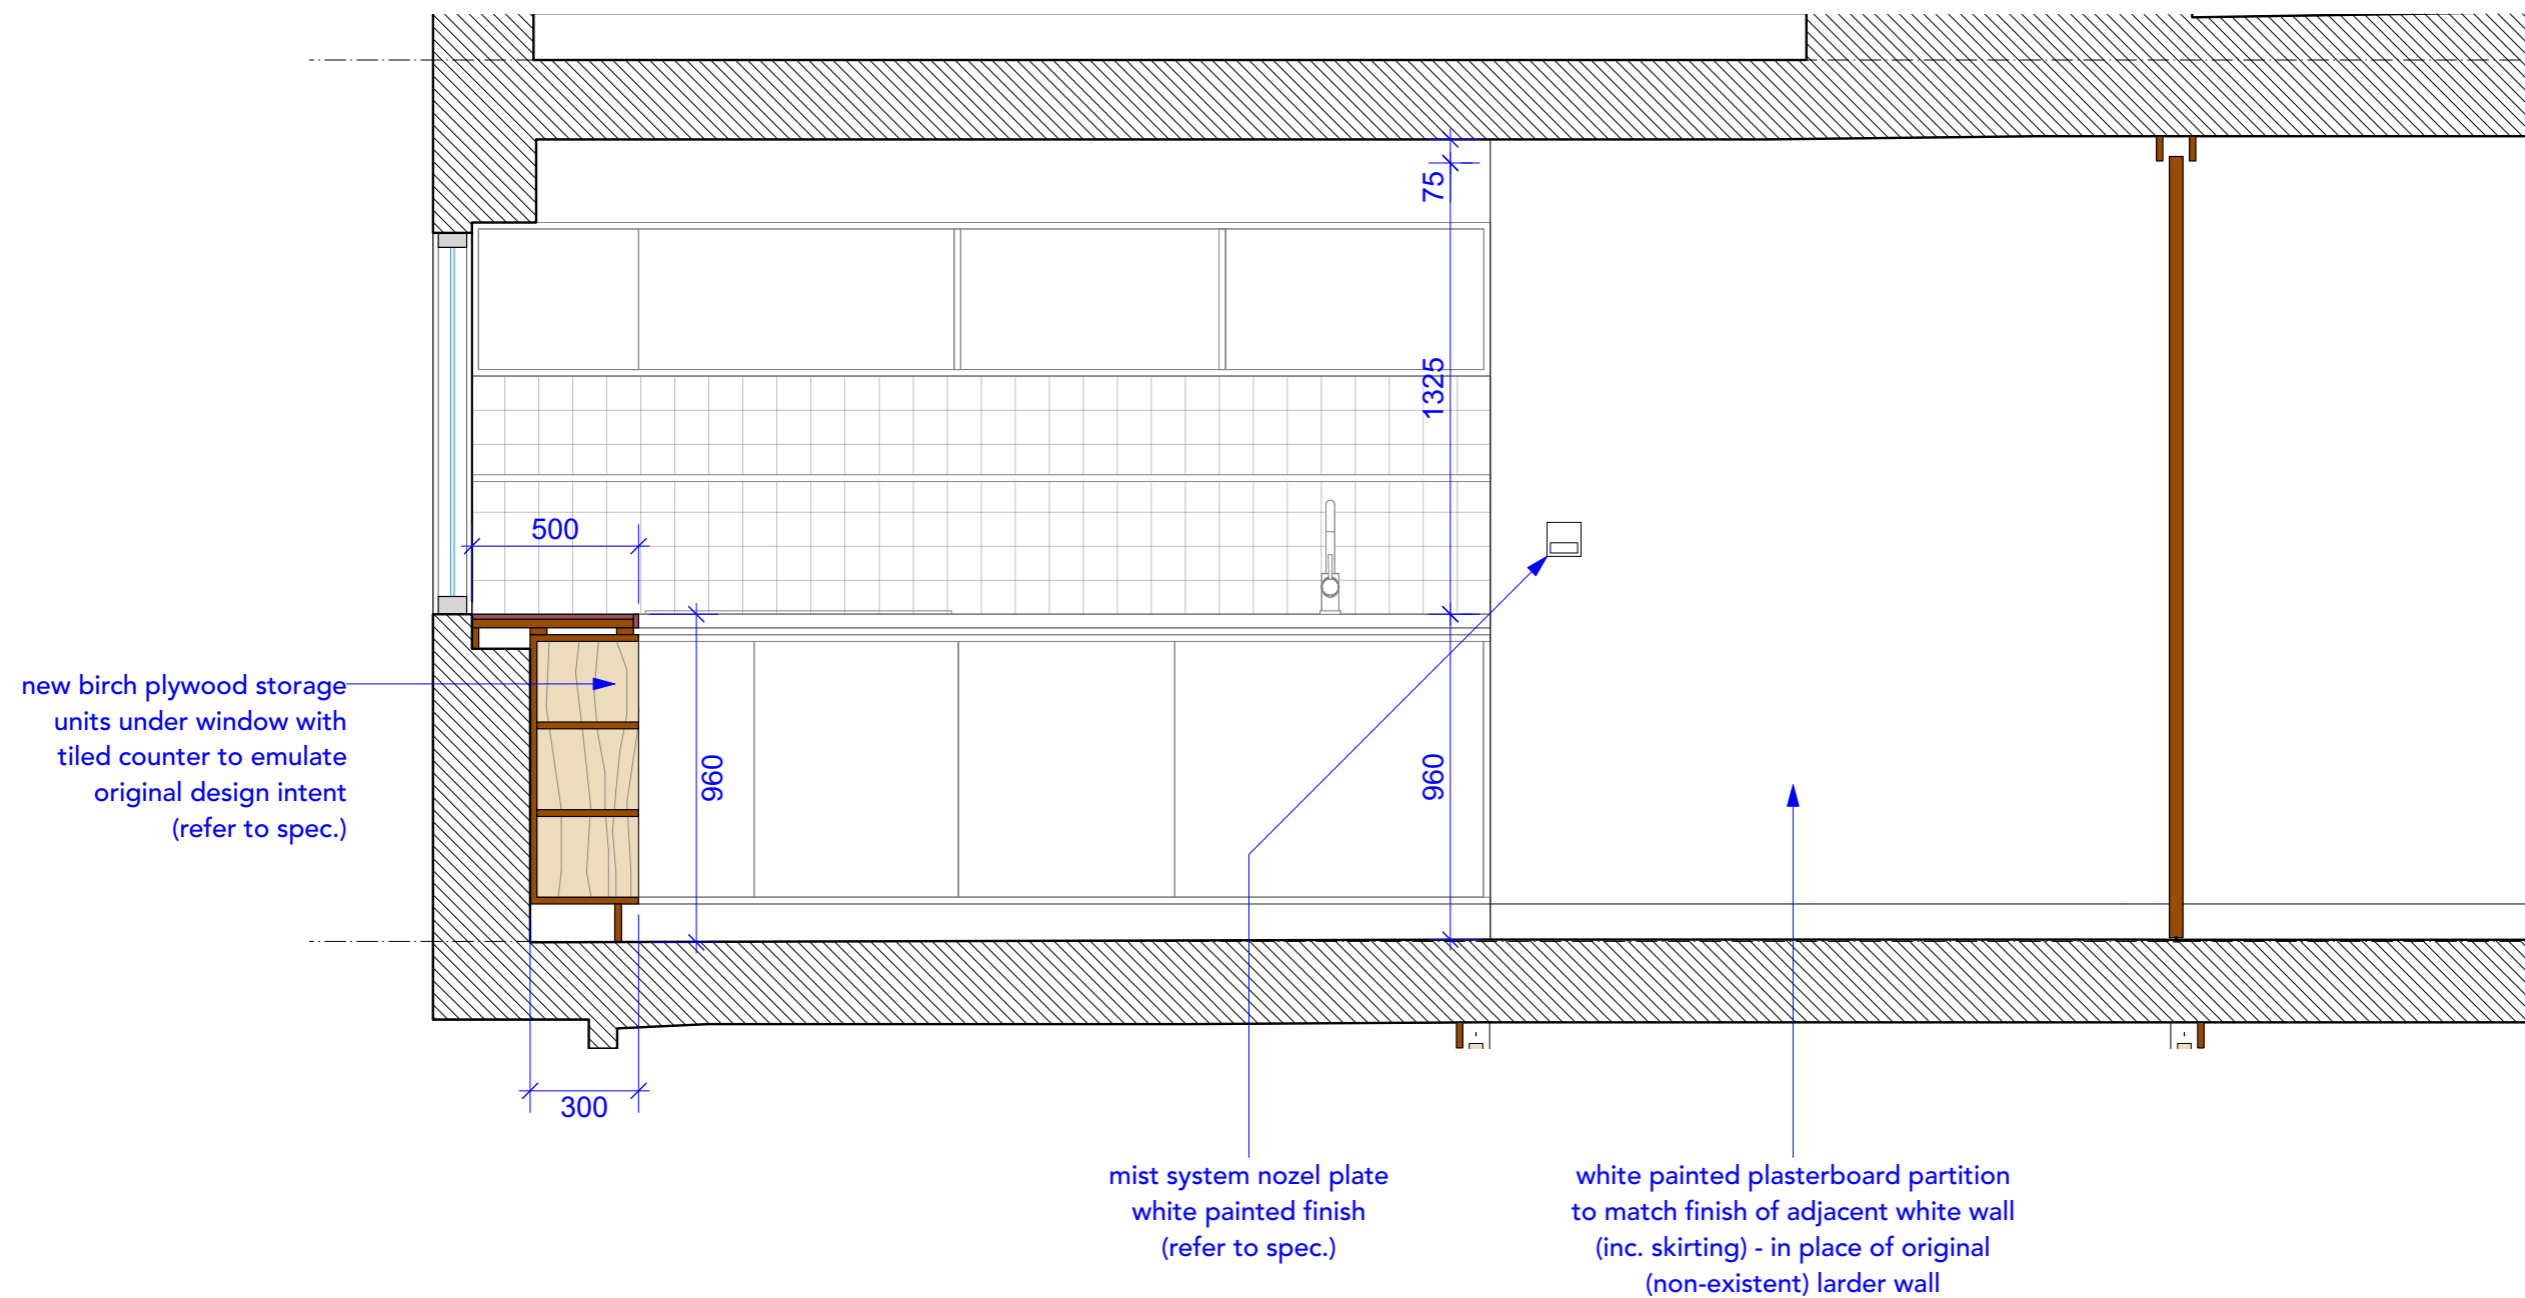 75
1325
500
960
960
300
new birch plywood storage
units under window with
tiled counter to emulate
original design intent
(refer to spec.)
mist system nozel plate
white painted finish
(refer to spec.)
white painted plasterboard partition
to match finish of adjacent white wall
(inc. skirting) - in place of original
(non-existent) larder wall